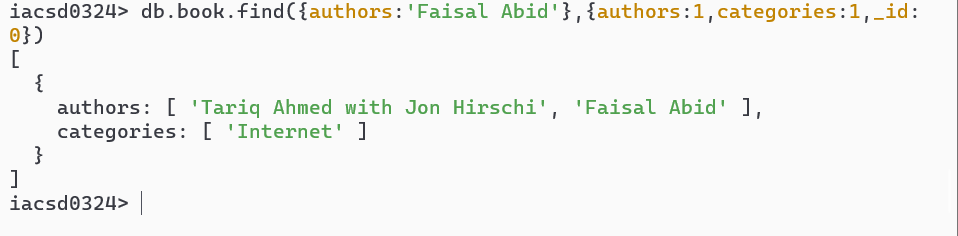 iacsd0324> db.book.find({authors:'Faisal Abid'},{authors:1,categories:1,_id:
0})
[
  {
    authors: [ 'Tariq Ahmed with Jon Hirschi', 'Faisal Abid' ],
    categories: [ 'Internet' ]
  }
]
iacsd0324>